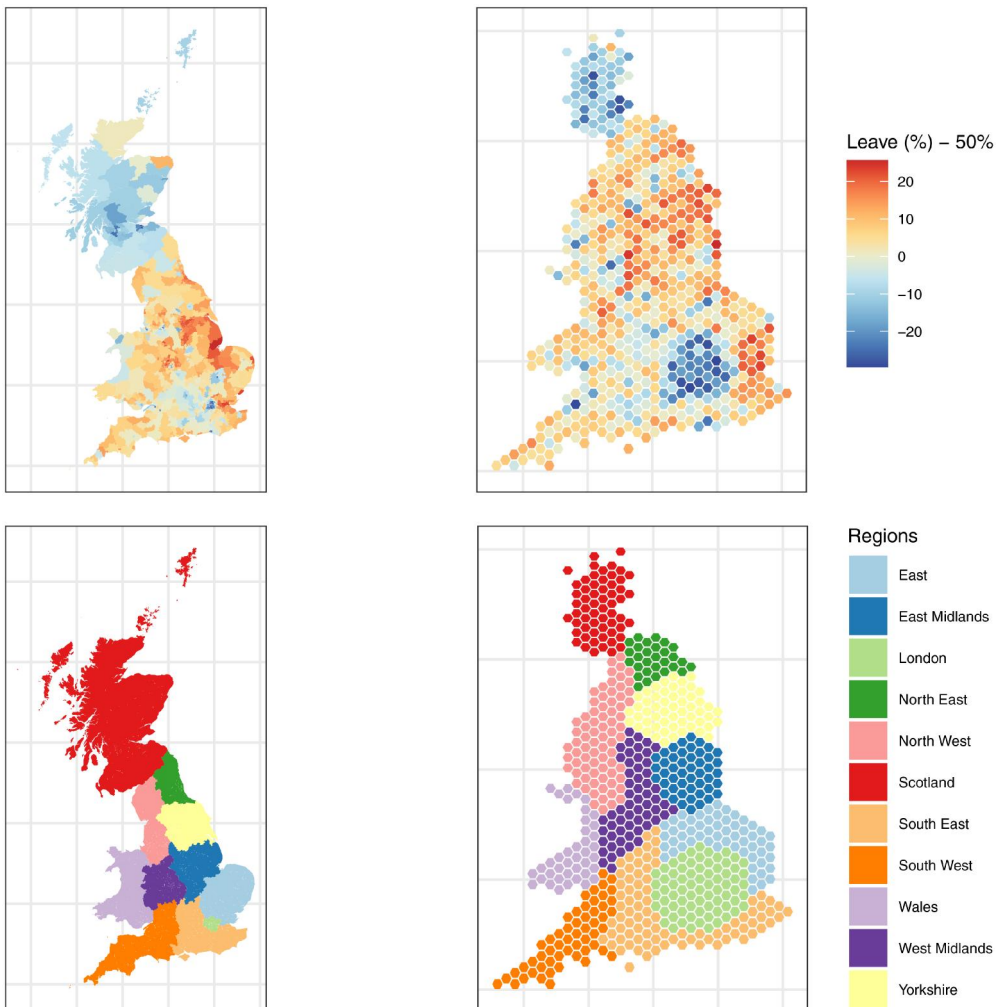 Leave (%) − 50%
20
10
0
−10
−20
Regions
East
East Midlands
London
North East
North West
Scotland
South East
South West
Wales
West Midlands
Yorkshire